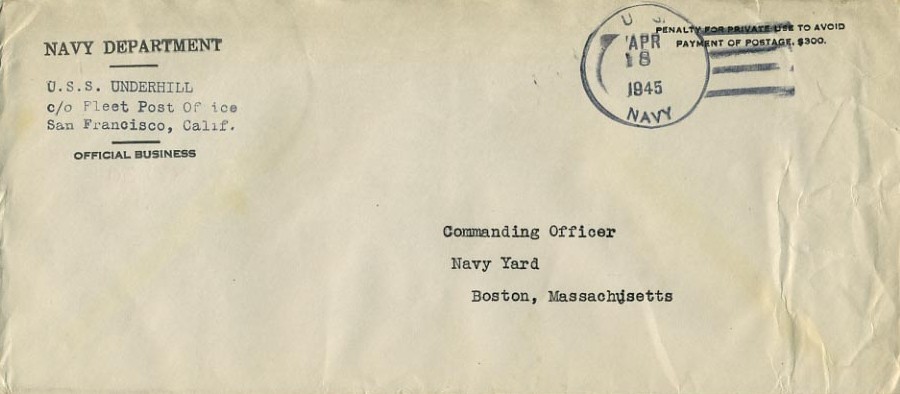 NAVY DEPARTMENT
U.S.S. UNDERHILL
c/o Fleet Post Of ice
San Francisco, Calif.
OFFICIAL BUSINESS
U. S.
APR
18
1945
NAVY
PENALTY FOR PRIVATE USE TO AVOID
PAYMENT OF POSTAGE, $300.
Commanding Officer
Navy Yard
Boston, Massachusetts